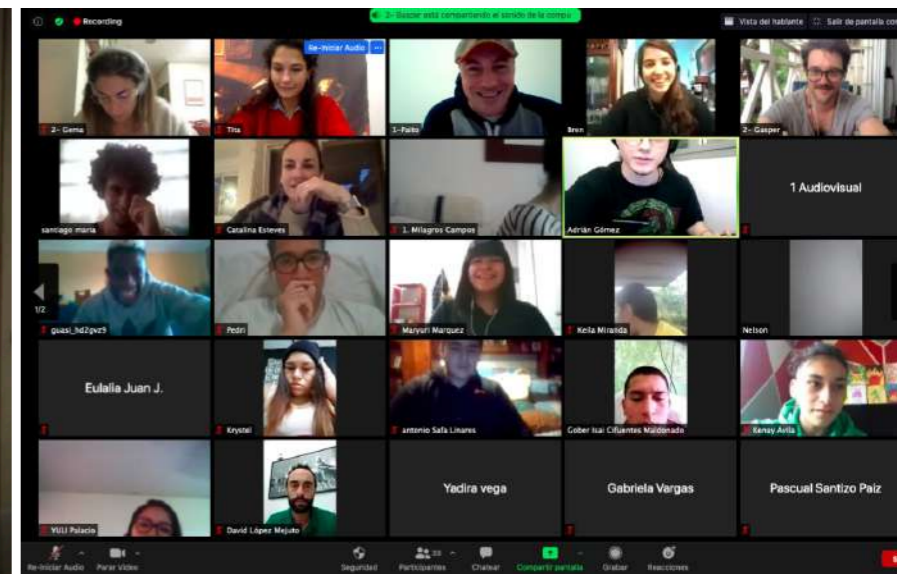 Recording
2- Gasper está compartiendo el sonido de la compu
Vista del hablante
Salir de pantalla com
Re-Iniciar Audio
2- Gema
Tita
1-Paito
Bren
2- Gasper
santiago maria
Catalina Esteves
1. Milagros Campos
Adrián Gómez
1 Audiovisual
1/2
guasi_hd2gvz9
Pedri
Maryuri Marquez
Keila Miranda
Nelson
Eulalia Juan J.
Krystel
antonio Safa Linares
Gober Isai Cifuentes Maldonado
Kensy Avila
YULI Palacio
David López Mejuto
Yadira vega
Gabriela Vargas
Pascual Santizo Paiz
Re-Iniciar Audio
Parar Video
Seguridad
Participantes
Chatear
Compartir pantalla
Grabar
Reacciones